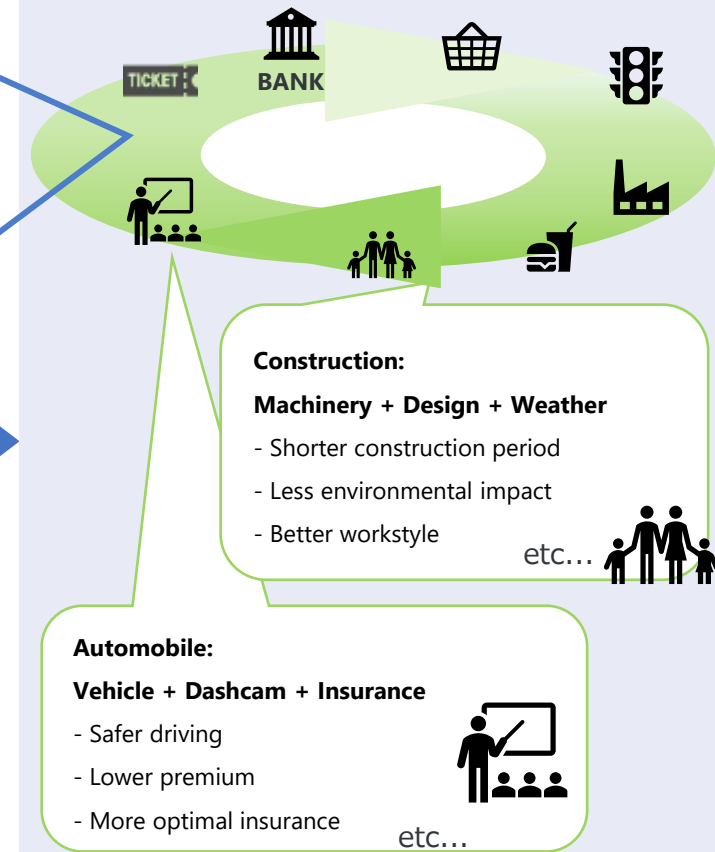 TICKET
BANK
Construction:
Machinery + Design + Weather
- Shorter construction period
- Less environmental impact
- Better workstyle
etc...
Automobile:
Vehicle + Dashcam + Insurance
- Safer driving
- Lower premium
- More optimal insurance
etc...